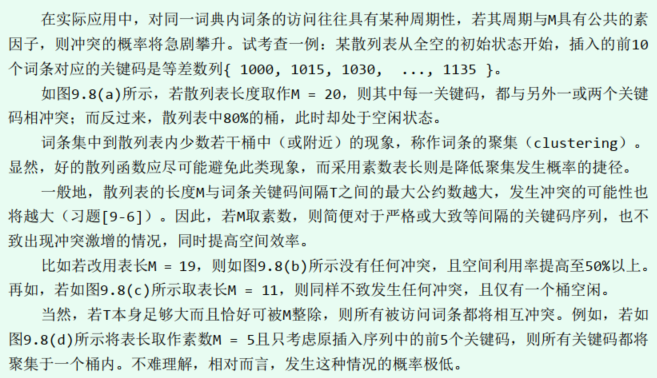 在实际应用中，对同一词典内词条的访问往往具有某种周期性，若其周期与M具有公共的素
因子，则冲突的概率将急剧攀升。试考查一例：某散列表从全空的初始状态开始，插入的前10
个词条对应的关键码是等差数列{ 1000, 1015, 1030, ..., 1135 }。
如图9.8(a)所示，若散列表长度取作M = 20，则其中每一关键码，都与另外一或两个关键
码相冲突；而反过来，散列表中80%的桶，此时却处于空闲状态。
词条集中到散列表内少数若干桶中（或附近）的现象，称作词条的聚集（clustering）。
显然，好的散列函数应尽可能避免此类现象，而采用素数表长则是降低聚集发生概率的捷径。
一般地，散列表的长度M与词条关键码间隔T之间的最大公约数越大，发生冲突的可能性也
将越大（习题[9-6]）。因此，若M取素数，则简便对于严格或大致等间隔的关键码序列，也不
致出现冲突激增的情况，同时提高空间效率。
比如若改用表长M = 19，则如图9.8(b)所示没有任何冲突，且空间利用率提高至50%以上。
再如，若如图9.8(c)所示取表长M = 11，则同样不致发生任何冲突，且仅有一个桶空闲。
当然，若T本身足够大而且恰好可被M整除，则所有被访问词条都将相互冲突。例如，若如
图9.8(d)所示将表长取作素数M = 5且只考虑原插入序列中的前5个关键码，则所有关键码都将
聚集于一个桶内。不难理解，相对而言，发生这种情况的概率极低。